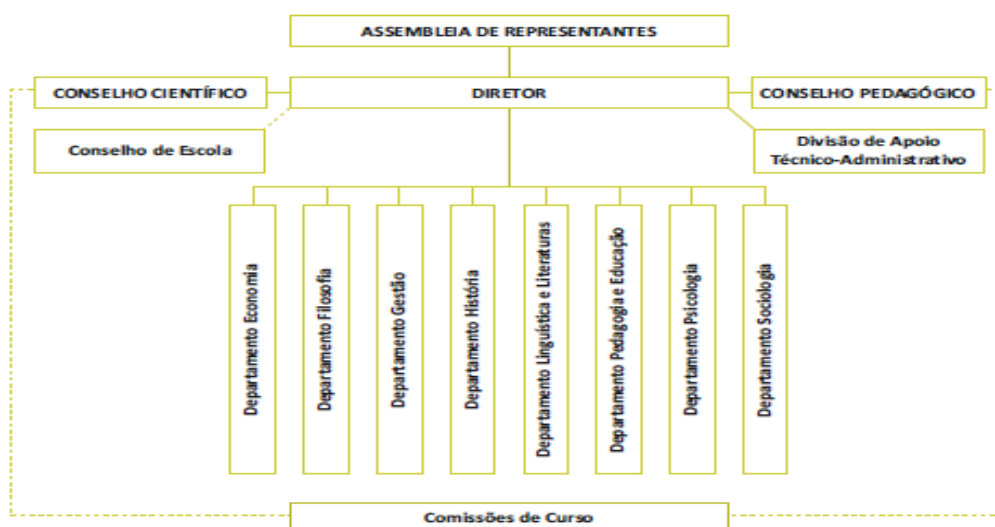 ASSEMBLEIA DE REPRESENTANTES
CONSELHO CIENTÍFICO
DIRETOR
CONSELHO PEDAGÓGICO
Conselho de Escola
Divisão de Apoio
Técnico-Administrativo
Departamento Economia
Departamento Filosofia
Departamento Gestão
Departamento História
Departamento Linguística e Literaturas
Departamento Pedagogia e Educação
Departamento Psicologia
Departamento Sociologia
Comissões de Curso